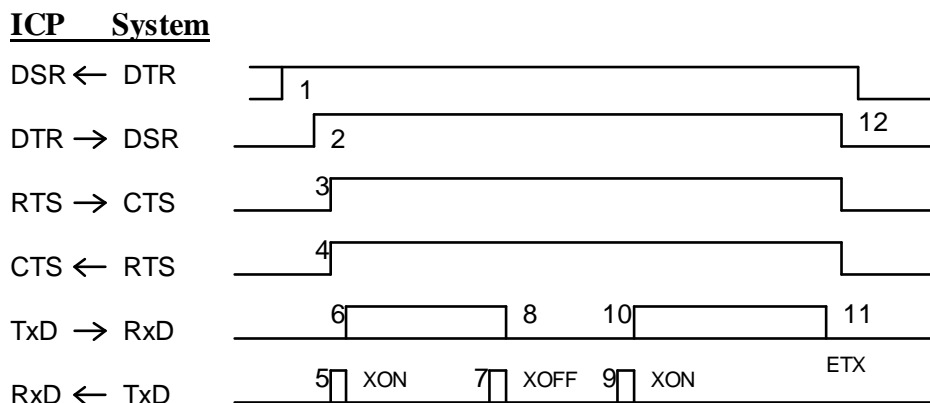 ICP System
DSR ← DTR
1
12
DTR → DSR
2
RTS → CTS
3
CTS ← RTS
4
TxD → RxD
6 8 10 11
ETX
RxD ← TxD
5 XON 7 XOFF 9 XON